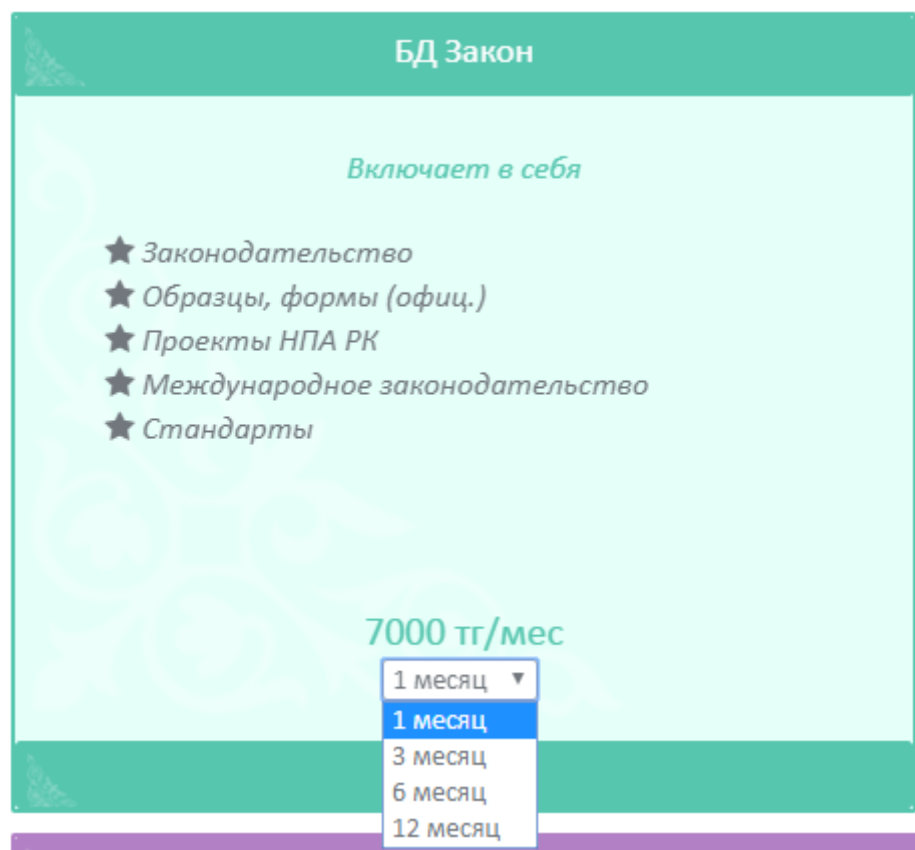 БД Закон
Включает в себя
Законодательство
Образцы, формы (офиц.)
Проекты НПА РК
Международное законодательство
Стандарты
7000 тг/мес
1 месяц
1 месяц
3 месяц
6 месяц
12 месяц